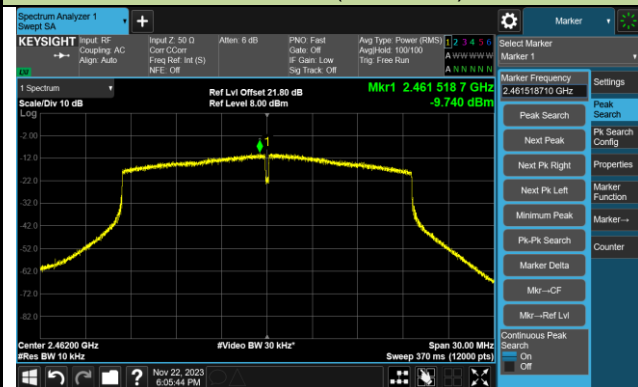 Spectrum Analyzer 1
Swept SA
Marker
KEYSIGHT
Input: RF
Coupling: AC
Align: Auto
Input Z: 50 Ω
Corr CCorr
Freq Ref: Int (S)
NFE: Off
Atten: 6 dB
PNO: Fast
Gate: Off
IF Gain: Low
Sig Track: Off
Avg Type: Power (RMS)
Avg|Hold: 100/100
Trig: Free Run
1 2 3 4 5 6
A W W W W W
A N N N N N
Select Marker
Marker 1
1 Spectrum
Scale/Div 10 dB
Log
Ref Lvl Offset 21.80 dB
Ref Level 8.00 dBm
Mkr1 2.461 518 7 GHz
-9.740 dBm
Marker Frequency
2.461518710 GHz
Peak Search
Next Peak
Next Pk Right
Next Pk Left
Minimum Peak
Pk-Pk Search
Marker Delta
Mkr→CF
Mkr→Ref Lvl
Continuous Peak
Search
On
Off
Settings
Peak
Search
Pk Search
Config
Properties
Marker
Function
Marker→
Counter
1
-2.00
-12.0
-22.0
-32.0
-42.0
-52.0
-62.0
-72.0
-82.0
Center 2.46200 GHz
#Res BW 10 kHz
#Video BW 30 kHz*
Span 30.00 MHz
Sweep 370 ms (12000 pts)
Nov 22, 2023
6:05:44 PM